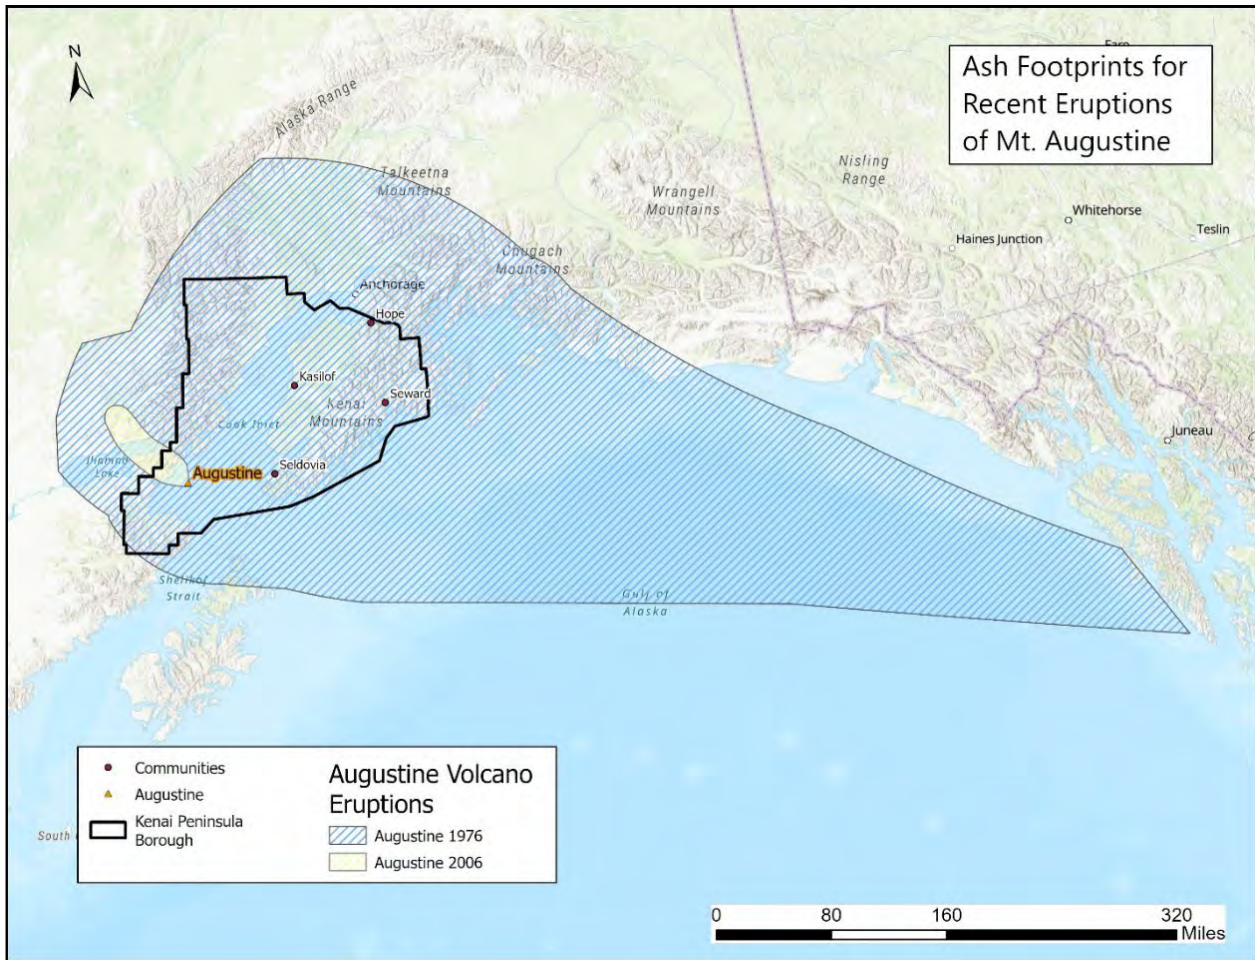 N
Ash Footprints for
Recent Eruptions
of Mt. Augustine
Alaska Range
Talkeetna
Mountains
Wrangell
Mountains
Nisling
Range
Whitehorse
Teslin
Haines Junction
Chugach
Mountains
Anchorage
Hope
Kasilof
Seward
Kenai
Mountains
Cook Inlet
Iliamna
Lake
Augustine
Seldovia
Juneau
Shelikof
Strait
Gulf of
Alaska
Communities
Augustine
Kenai Peninsula
Borough
Augustine Volcano
Eruptions
Augustine 1976
Augustine 2006
South
0
80
160
320
Miles